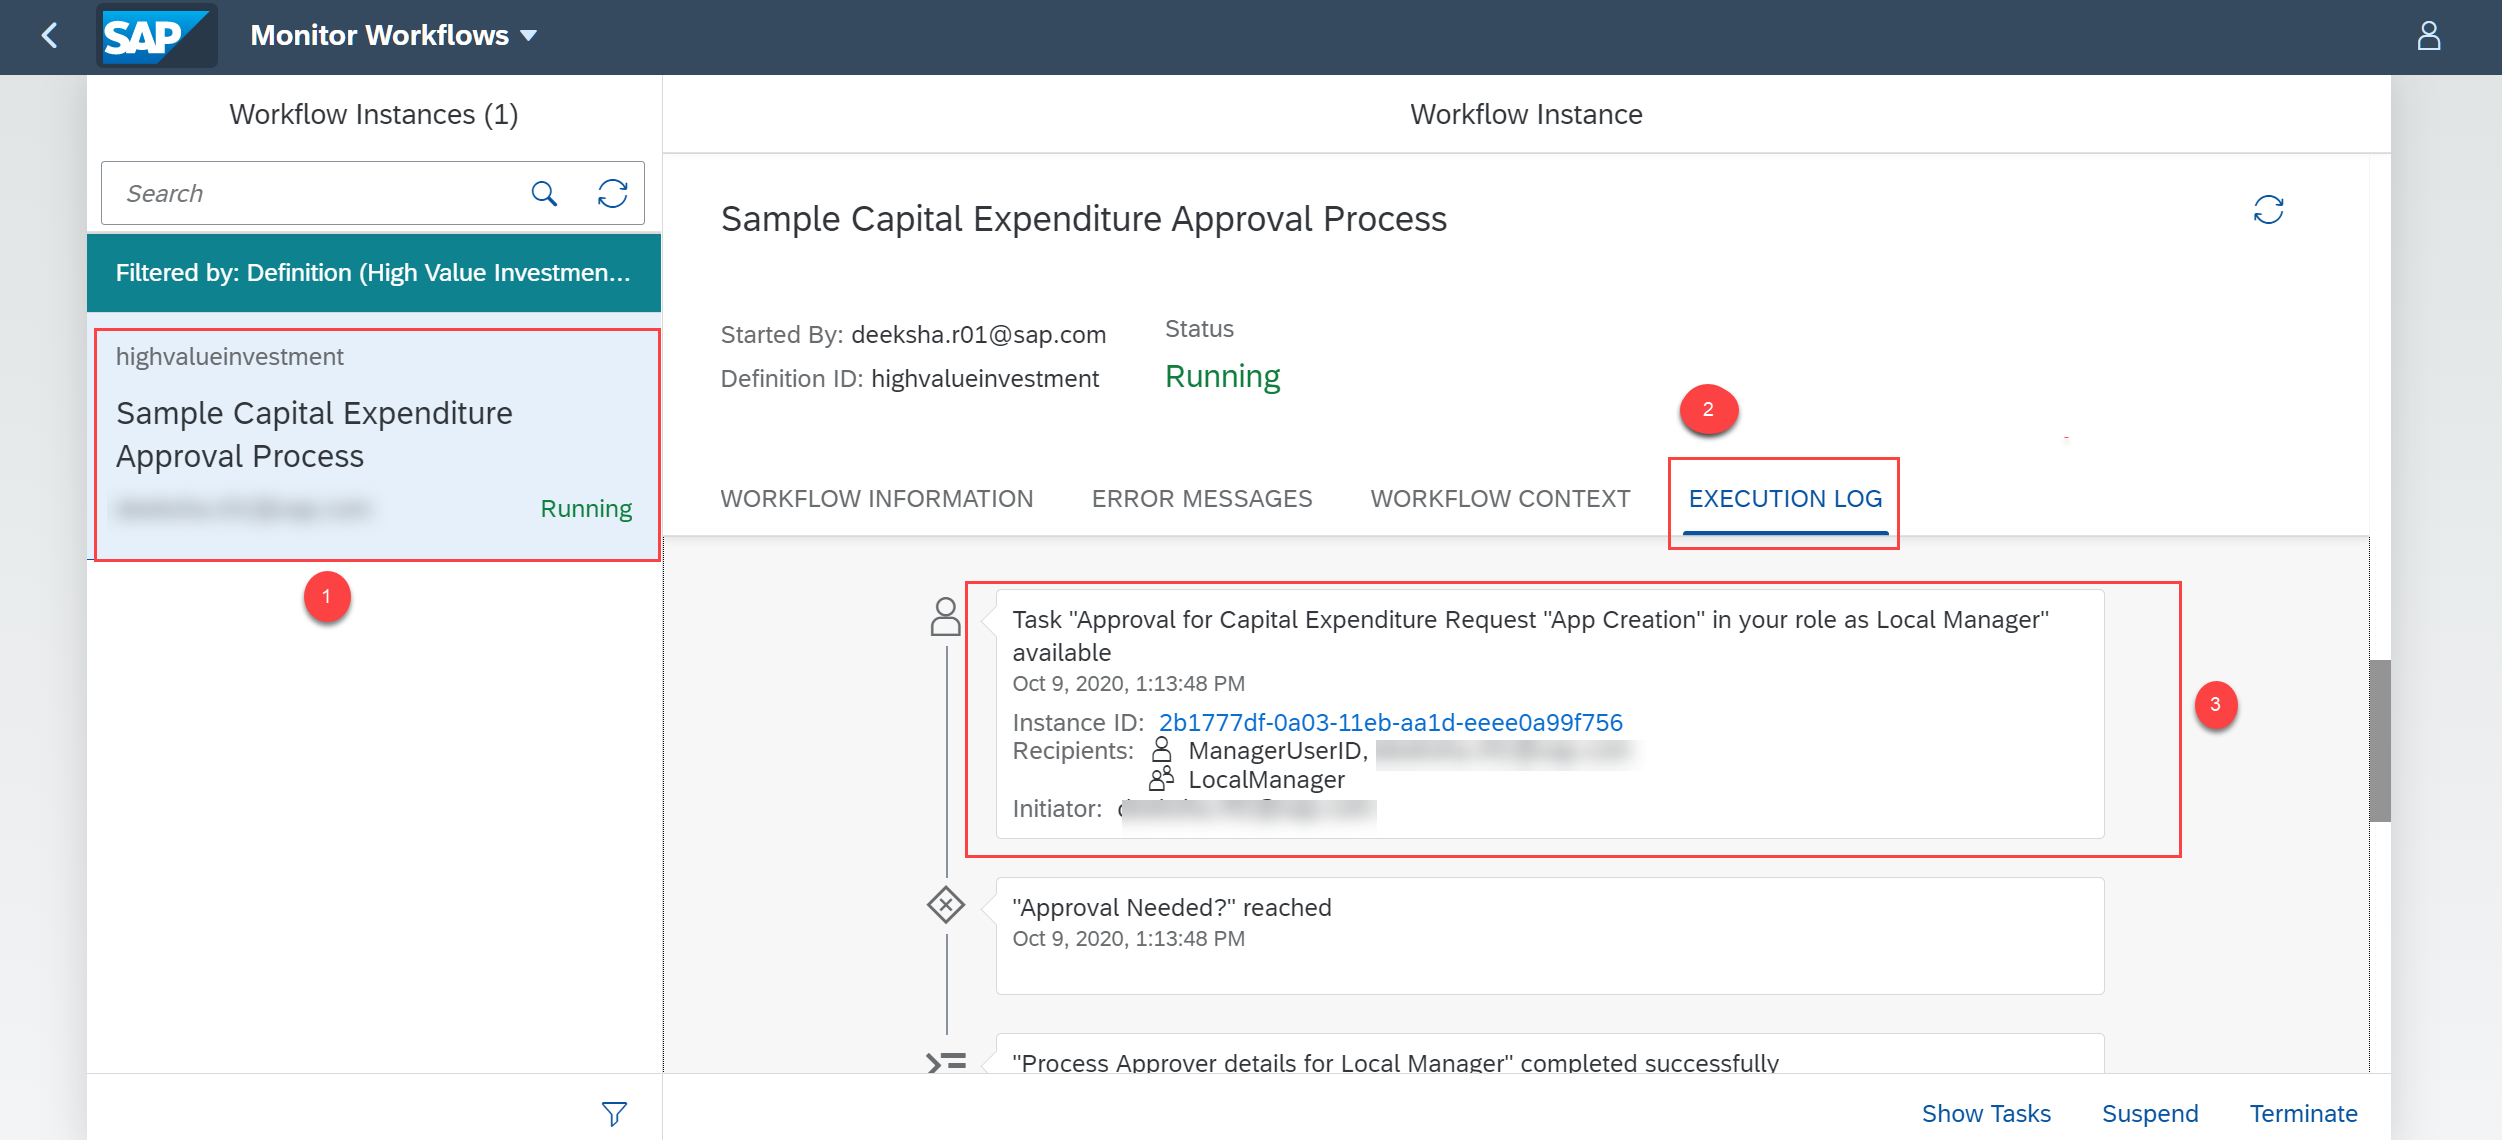 SAP
Monitor Workflows
Workflow Instances (1)
Search
Filtered by: Definition (High Value Investmen...
highvalueinvestment
Sample Capital Expenditure
Approval Process
Running
1
Workflow Instance
Sample Capital Expenditure Approval Process
Started By: deeksha.r01@sap.com
Definition ID: highvalueinvestment
Status
Running
2
WORKFLOW INFORMATION
ERROR MESSAGES
WORKFLOW CONTEXT
EXECUTION LOG
Task "Approval for Capital Expenditure Request "App Creation" in your role as Local Manager"
available
Oct 9, 2020, 1:13:48 PM
Instance ID: 2b1777df-0a03-11eb-aa1d-eeee0a99f756
Recipients: ManagerUserID,
LocalManager
Initiator:
3
"Approval Needed?" reached
Oct 9, 2020, 1:13:48 PM
"Process Approver details for Local Manager" completed successfully
Show Tasks
Suspend
Terminate